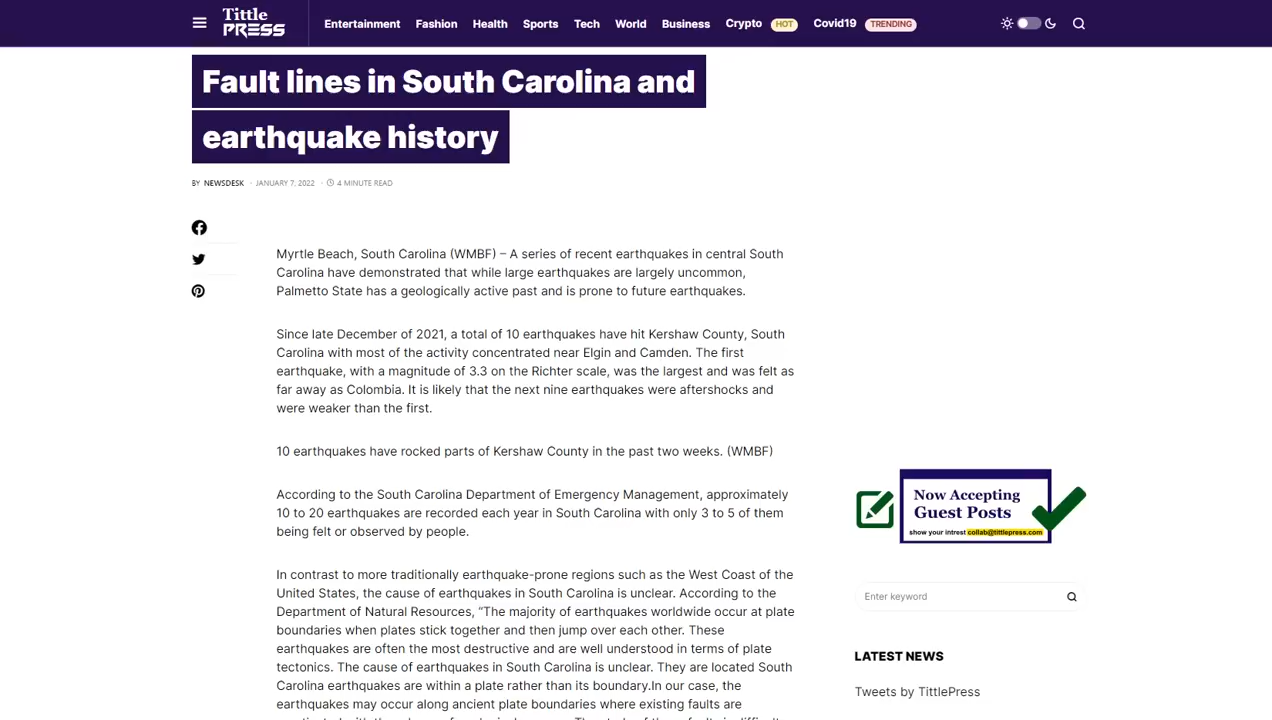 Tittle
PRESS
Entertainment Fashion Health Sports Tech World Business Crypto HOT Covid19 TRENDING
Fault lines in South Carolina and
earthquake history
BY NEWSDESK · JANUARY 7, 2022 · 4 MINUTE READ
Myrtle Beach, South Carolina (WMBF) – A series of recent earthquakes in central South
Carolina have demonstrated that while large earthquakes are largely uncommon,
Palmetto State has a geologically active past and is prone to future earthquakes.
Since late December of 2021, a total of 10 earthquakes have hit Kershaw County, South
Carolina with most of the activity concentrated near Elgin and Camden. The first
earthquake, with a magnitude of 3.3 on the Richter scale, was the largest and was felt as
far away as Colombia. It is likely that the next nine earthquakes were aftershocks and
were weaker than the first.
10 earthquakes have rocked parts of Kershaw County in the past two weeks. (WMBF)
According to the South Carolina Department of Emergency Management, approximately
10 to 20 earthquakes are recorded each year in South Carolina with only 3 to 5 of them
being felt or observed by people.
In contrast to more traditionally earthquake-prone regions such as the West Coast of the
United States, the cause of earthquakes in South Carolina is unclear. According to the
Department of Natural Resources, “The majority of earthquakes worldwide occur at plate
boundaries when plates stick together and then jump over each other. These
earthquakes are often the most destructive and are well understood in terms of plate
tectonics. The cause of earthquakes in South Carolina is unclear. They are located South
Carolina earthquakes are within a plate rather than its boundary.In our case, the
earthquakes may occur along ancient plate boundaries where existing faults are
Now Accepting
Guest Posts
show your intrest collab@tittlepress.com
Enter keyword
LATEST NEWS
Tweets by TittlePress